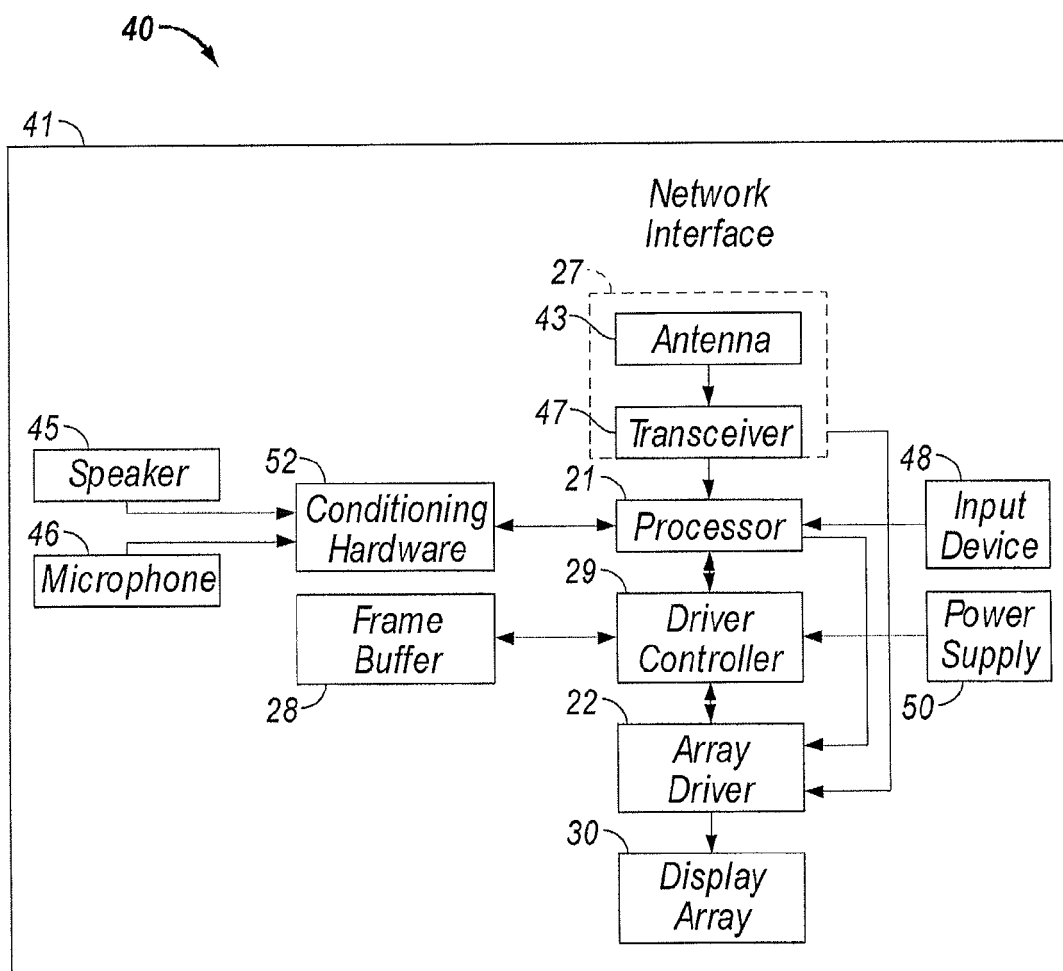 40
41
Network
Interface
27
43
Antenna
47
Transceiver
45
Speaker
52
Conditioning
Hardware
21
Processor
48
Input
Device
46
Microphone
29
Driver
Controller
Frame
Buffer
28
Power
Supply
50
22
Array
Driver
30
Display
Array